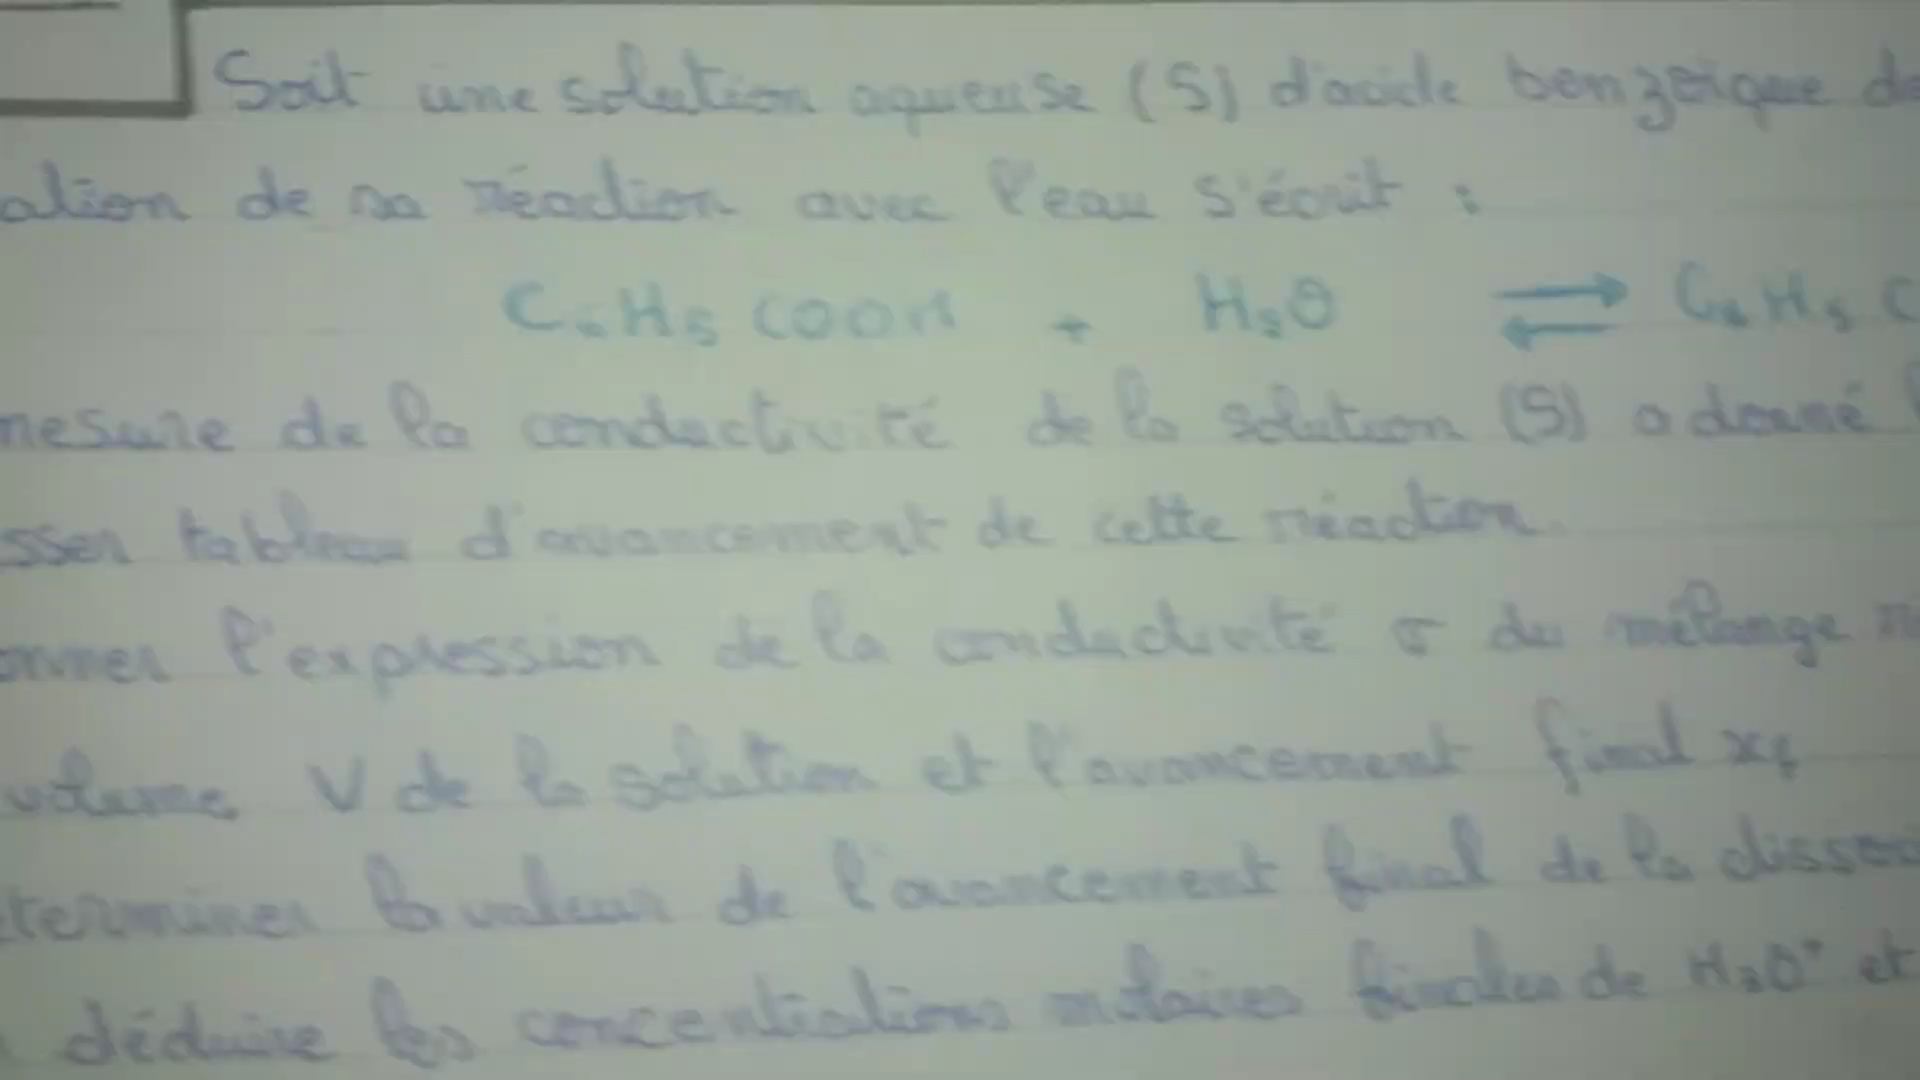 Soit une solution aqueuse (S) d'acide benzoique de
ation de sa réaction avec l'eau s'écrit :
C₆H₅COOH + H₂O ⇌ C₆H₅C
mesure de la conductivité de la solution (S) a donné l
sser tableau d'avancement de cette réaction.
onner l'expression de la conductivité σ du mélange
volume V de la solution et l'avancement final xf
terminer la valeur de l'avancement final de la dissoci
déduire les concentrations molaires finales de H₃O⁺ et